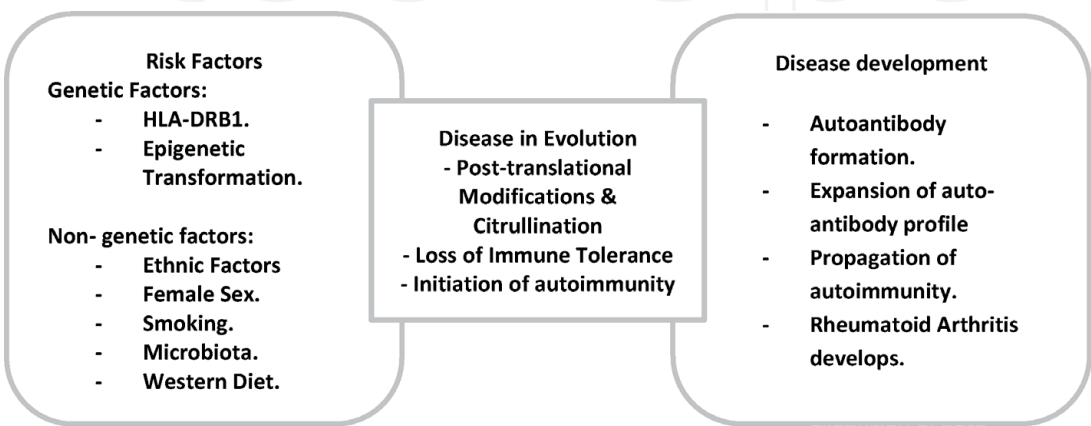 Risk Factors
Genetic Factors:
- HLA-DRB1.
- Epigenetic
Transformation.
Non- genetic factors:
- Ethnic Factors
- Female Sex.
- Smoking.
- Microbiota.
- Western Diet.
Disease in Evolution
- Post-translational
Modifications &
Citrullination
- Loss of Immune Tolerance
- Initiation of autoimmunity
Disease development
- Autoantibody
formation.
- Expansion of auto-
antibody profile
- Propagation of
autoimmunity.
- Rheumatoid Arthritis
develops.